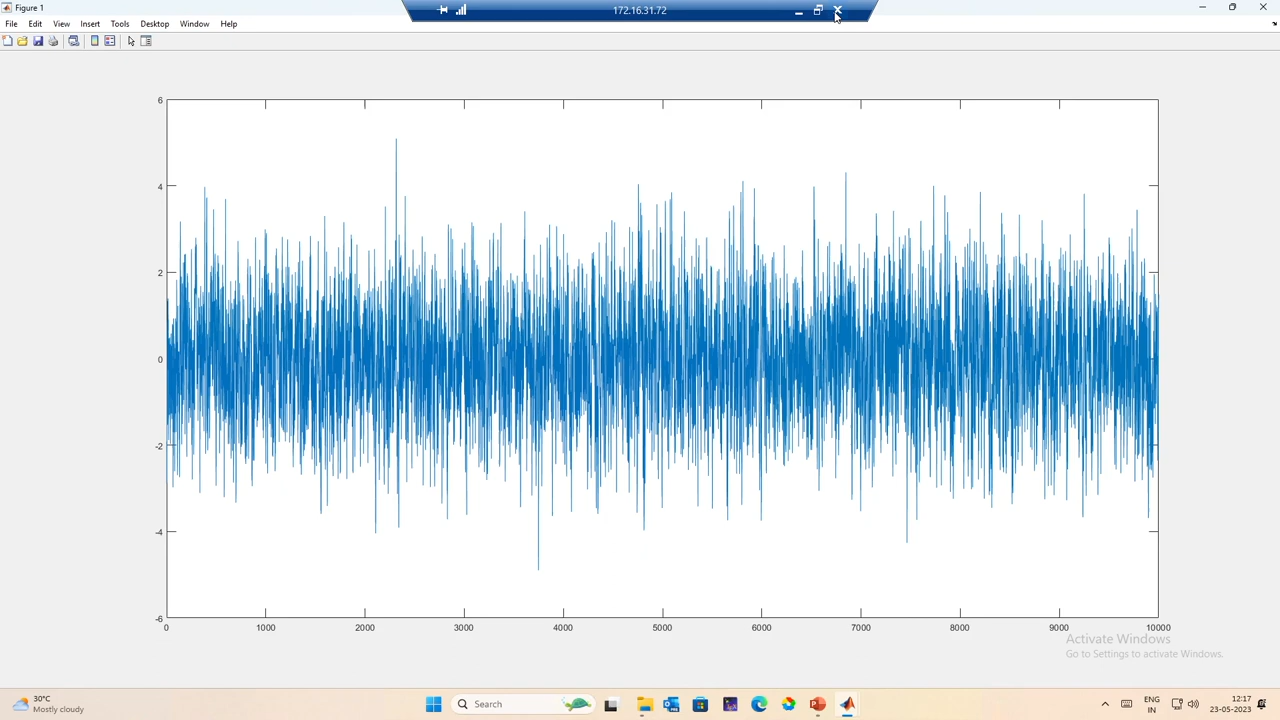 Figure 1
172.16.31.72
File Edit View Insert Tools Desktop Window Help
6
4
2
0
-2
-4
-6
0 1000 2000 3000 4000 5000 6000 7000 8000 9000 10000
Activate Windows
Go to Settings to activate Windows.
30°C
Mostly cloudy
Search
ENG
IN
12:17
23-05-2023